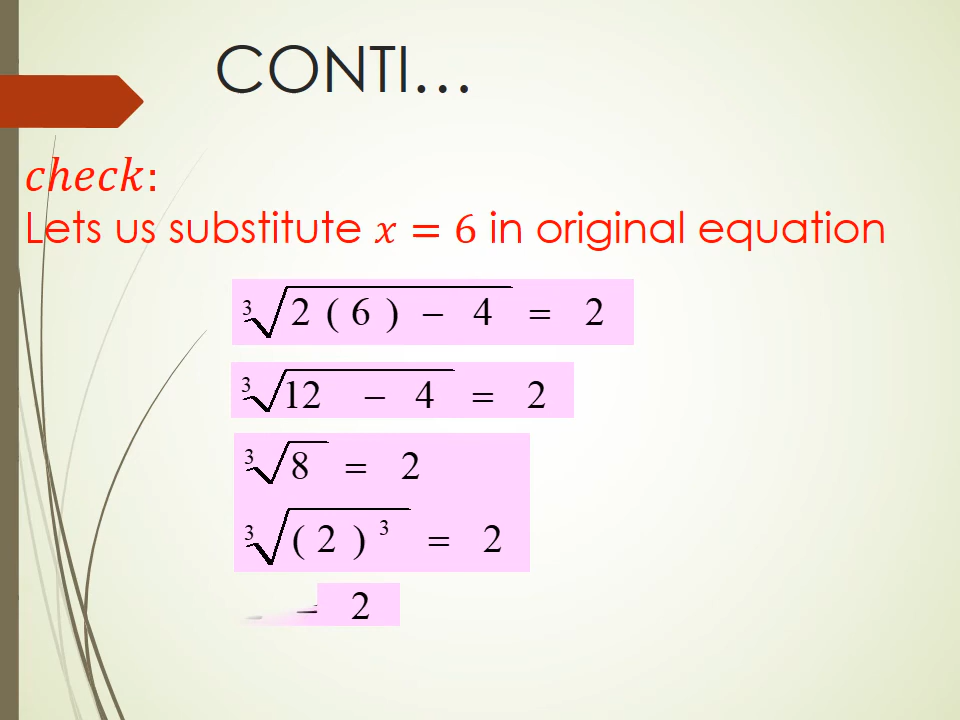 CONTI...
check:
Lets us substitute x = 6 in original equation
∛2 ( 6 ) − 4 = 2
∛12 − 4 = 2
∛8 = 2
∛( 2 )³ = 2
2